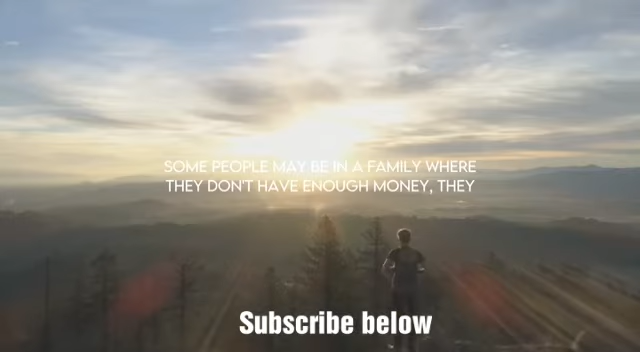 SOME PEOPLE MAY BE IN A FAMILY WHERE
THEY DON'T HAVE ENOUGH MONEY, THEY
Subscribe below